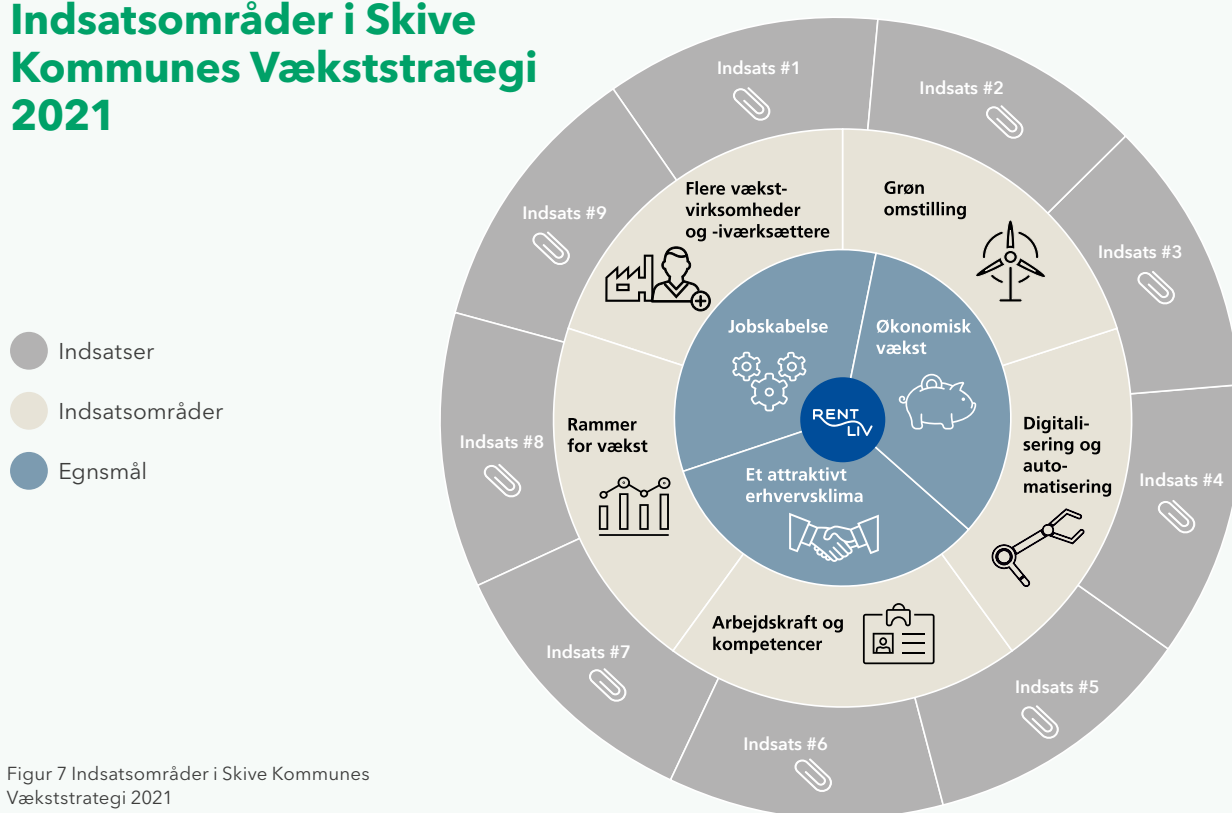 Indsatsområder i Skive
Kommunes Vækststrategi
2021
Indsatser
Indsatsområder
Egnsmål
Indsats #1
Indsats #2
Indsats #3
Indsats #4
Indsats #5
Indsats #6
Indsats #7
Indsats #8
Indsats #9
Flere vækst-
virksomheder
og -iværksættere
Grøn
omstilling
Digitali-
sering og
auto-
matisering
Arbejdskraft og
kompetencer
Rammer
for vækst
Jobskabelse
Økonomisk
vækst
Et attraktivt
erhvervsklima
RENT
LIV
Figur 7 Indsatsområder i Skive Kommunes
Vækststrategi 2021